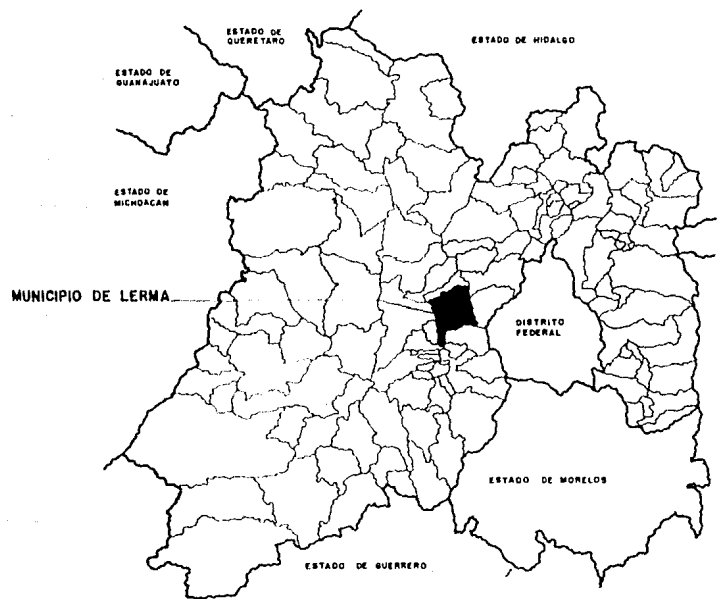 ESTADO DE
QUERETARO
ESTADO DE HIDALGO
ESTADO DE
GUANAJUATO
ESTADO DE
MICHOACAN
MUNICIPIO DE LERMA
DISTRITO
FEDERAL
ESTADO DE MORELOS
ESTADO DE GUERRERO